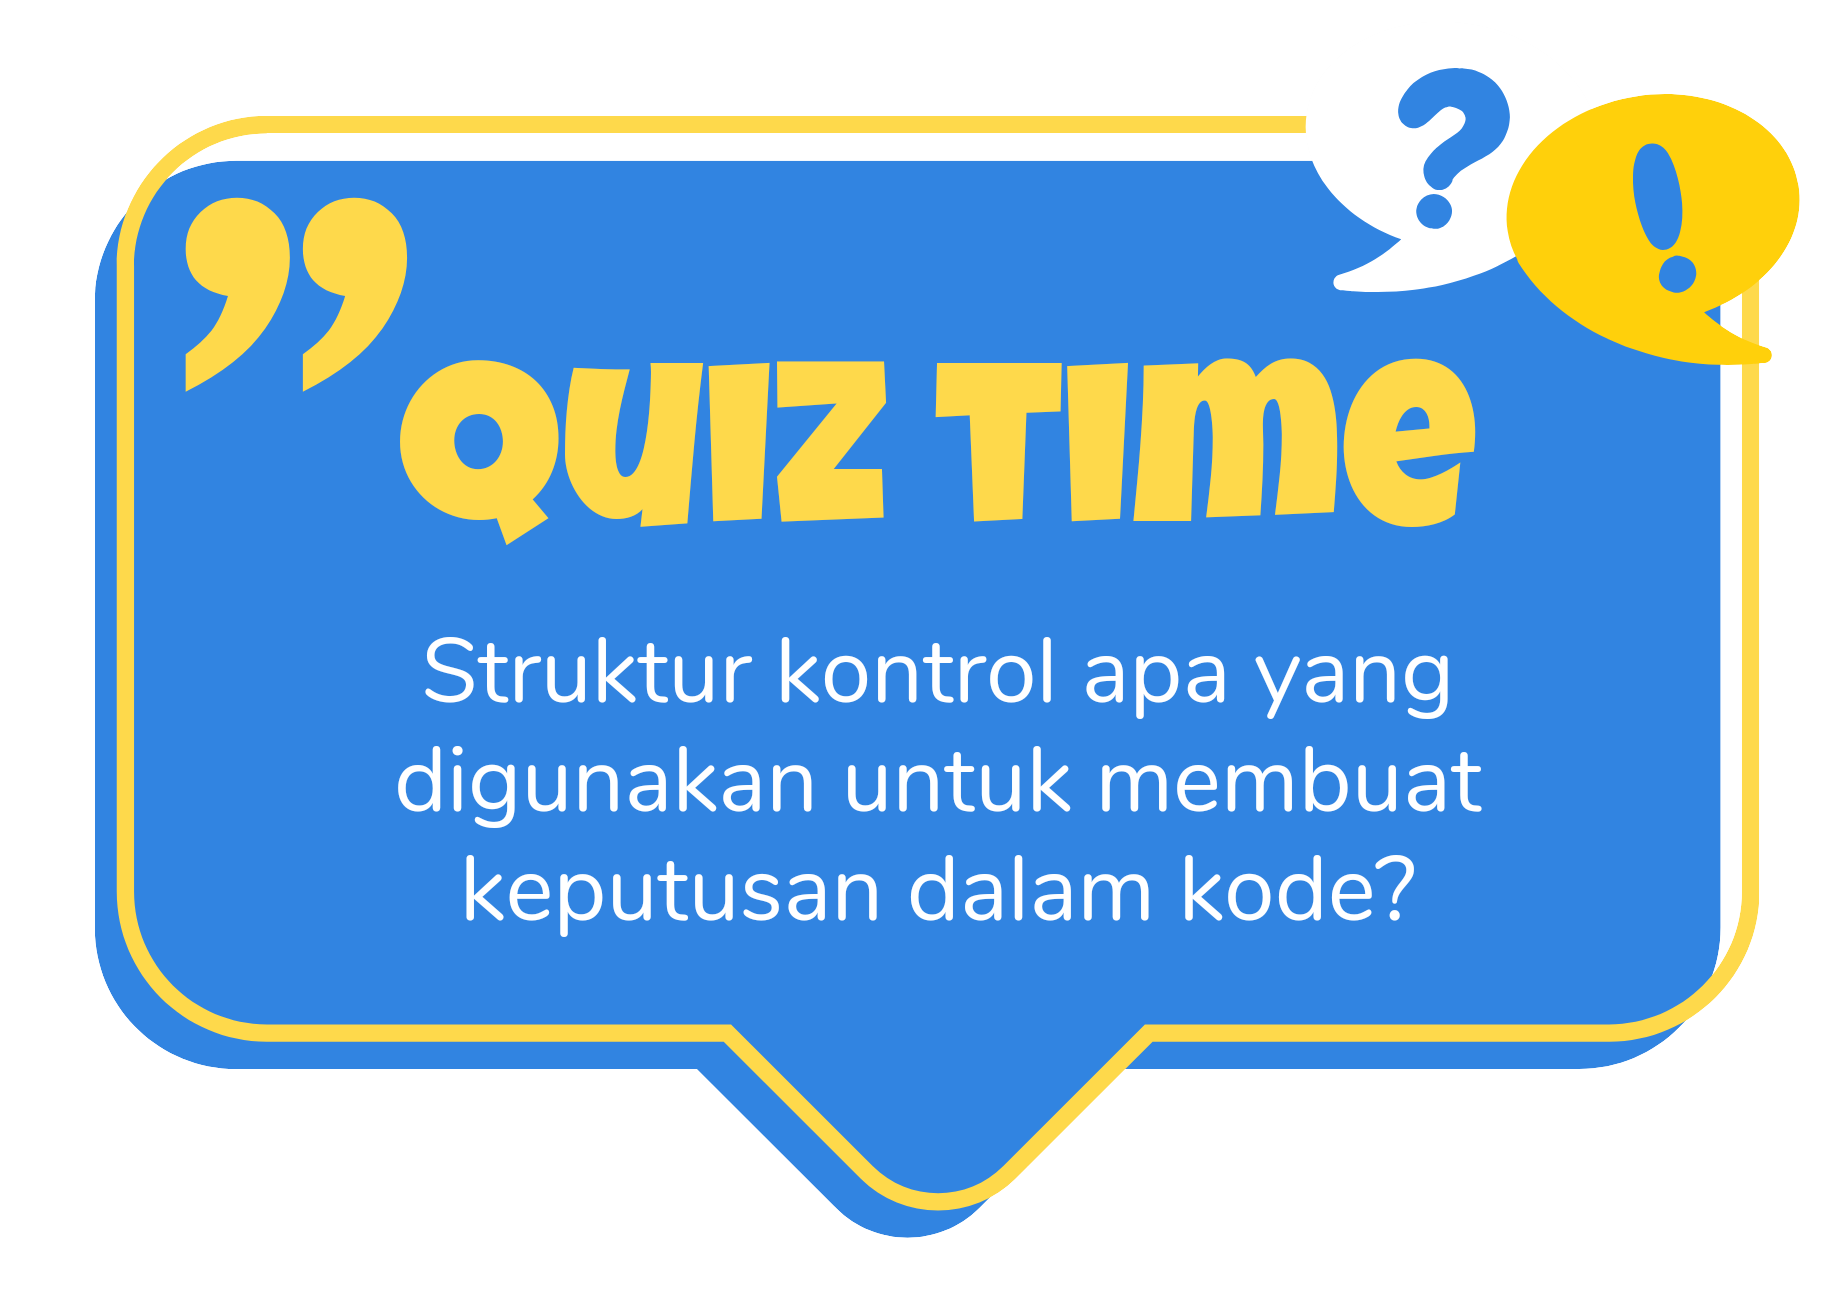 ”
? !
QUIZ TIME
Struktur kontrol apa yang
digunakan untuk membuat
keputusan dalam kode?